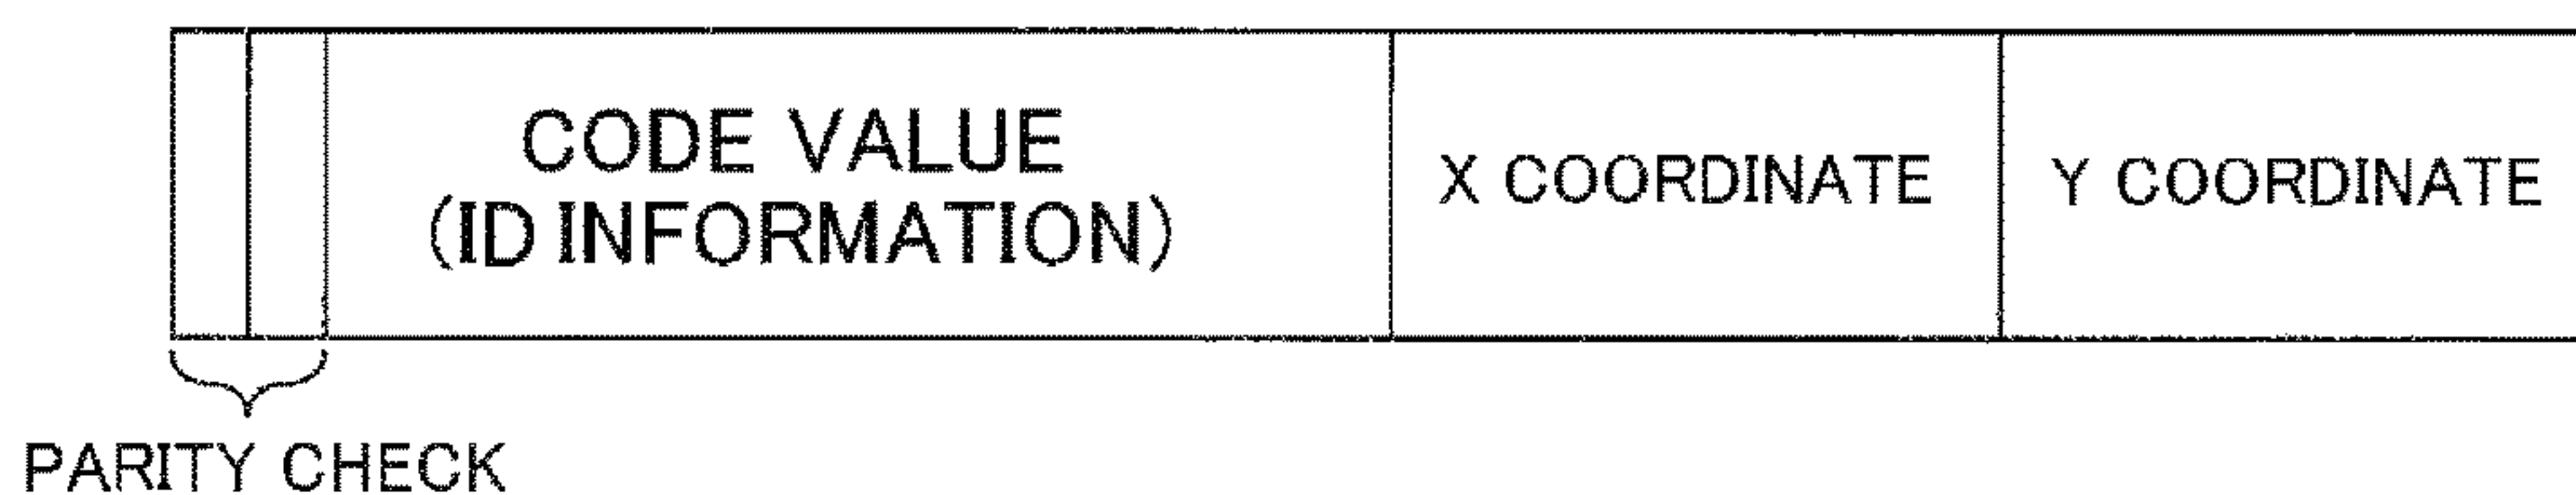 CODE VALUE
(ID INFORMATION)
X COORDINATE
Y COORDINATE
PARITY CHECK